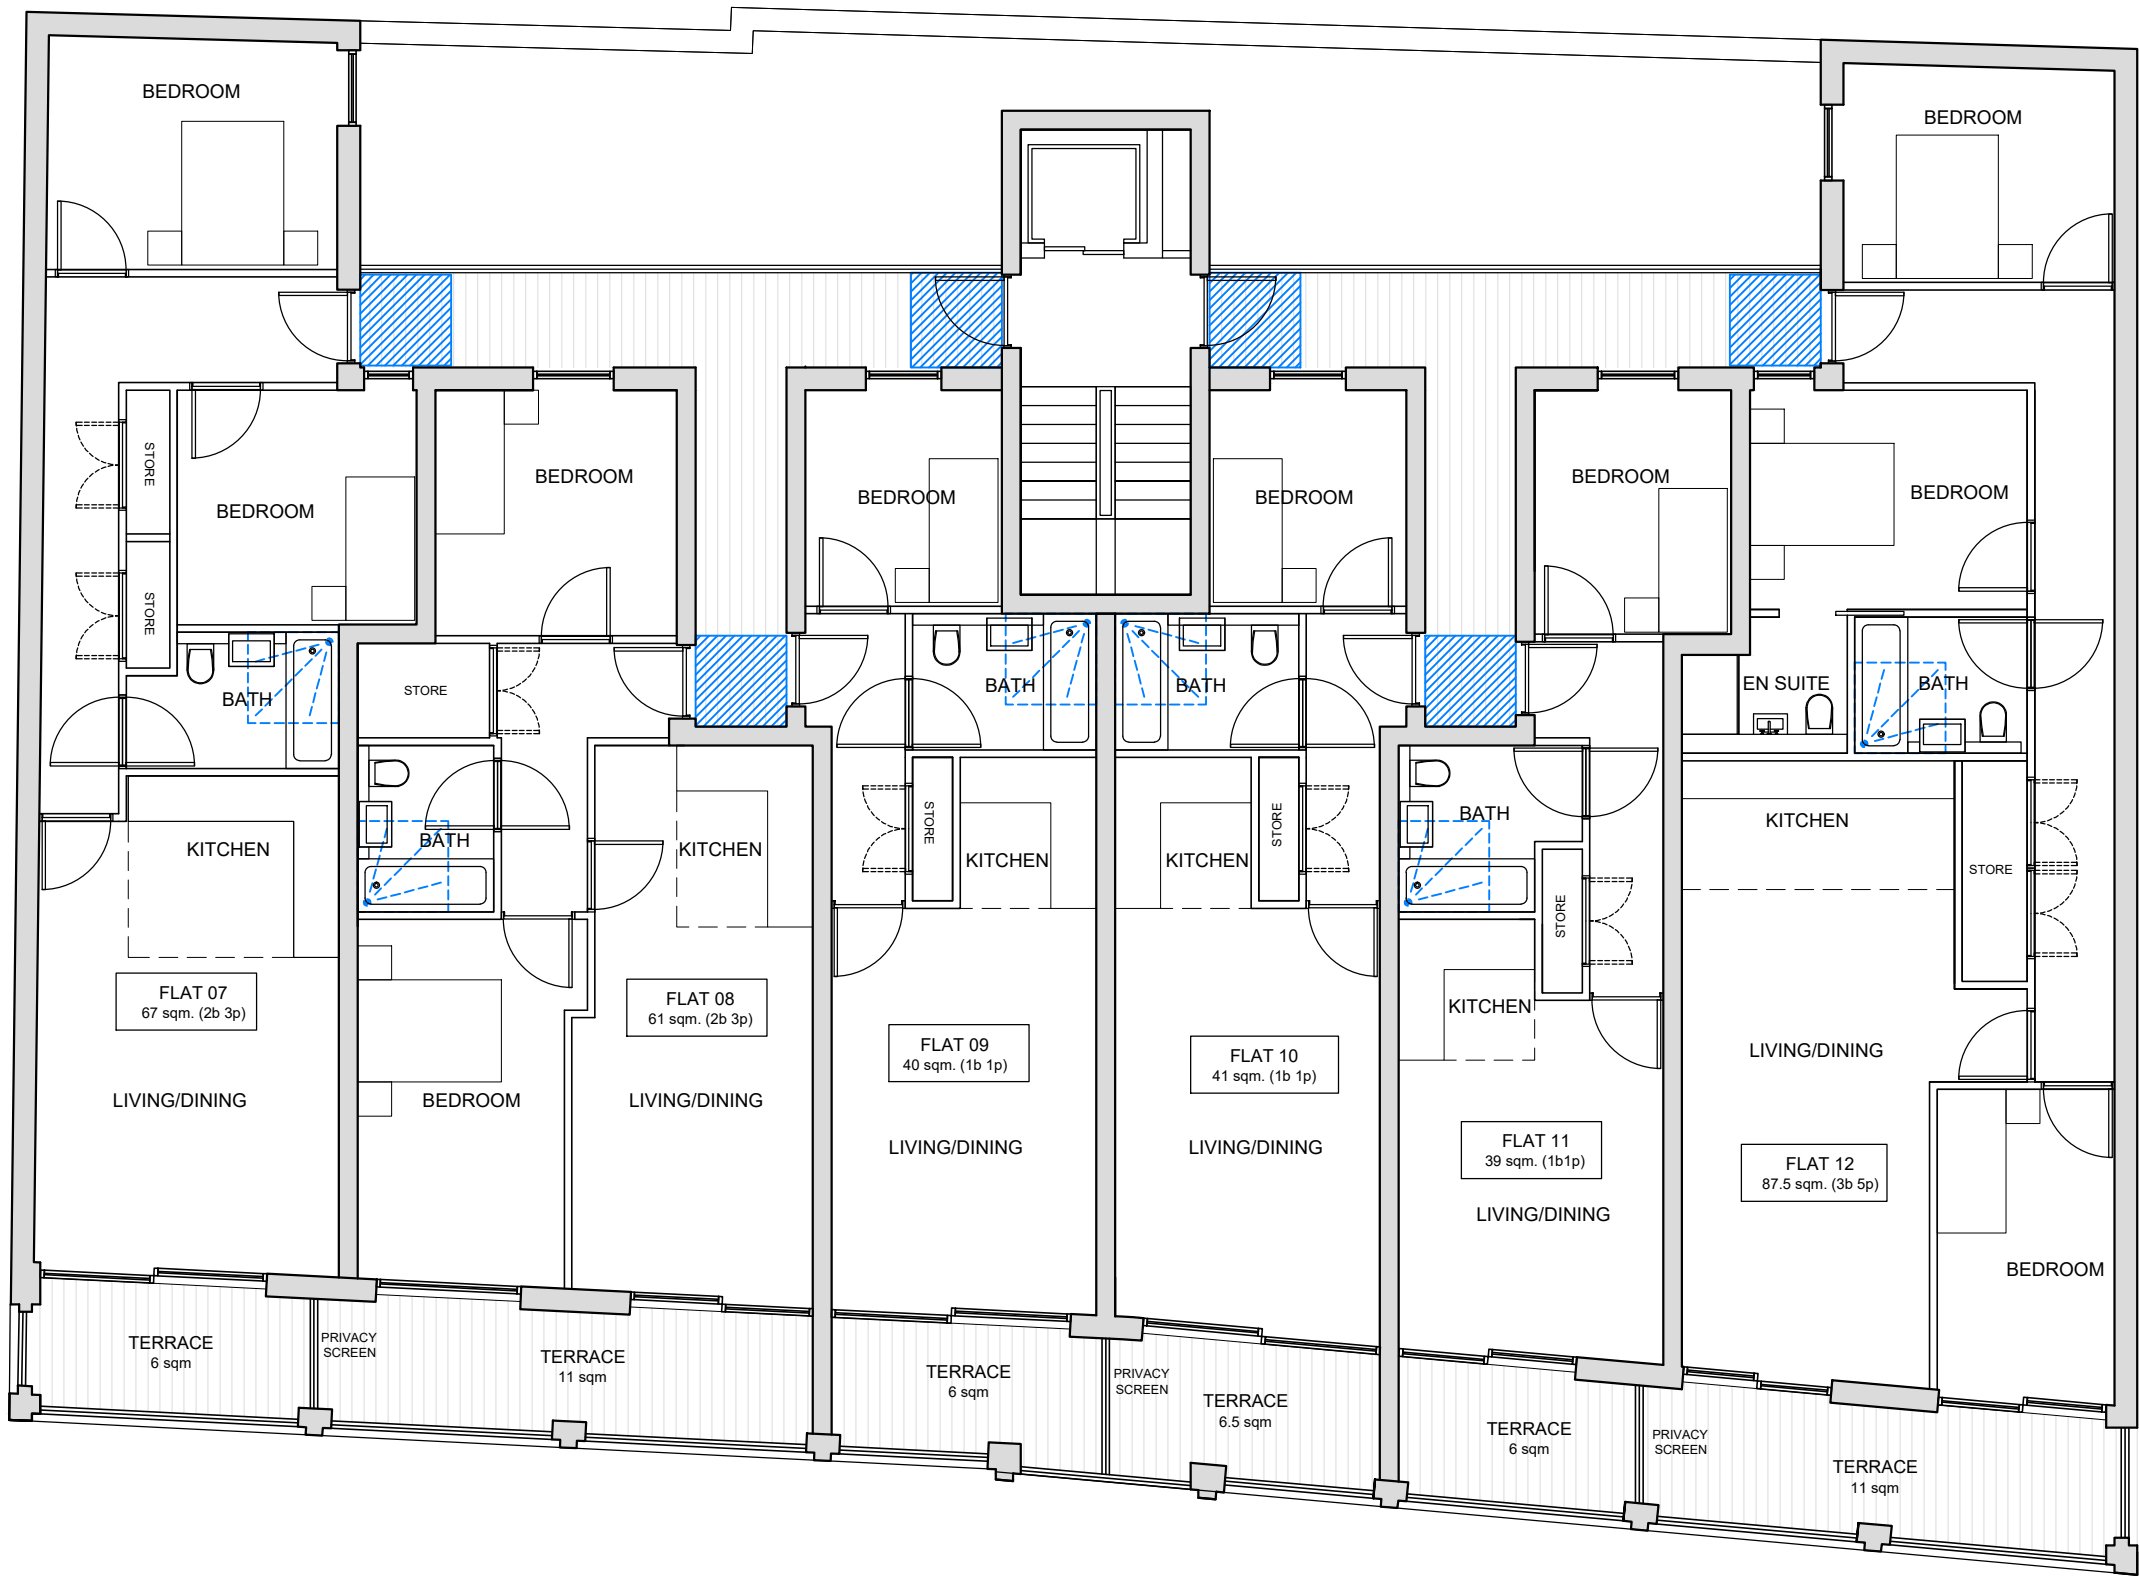 BEDROOM
BEDROOM
STORE
BEDROOM
BEDROOM
BEDROOM
BEDROOM
BEDROOM
BEDROOM
STORE
BATH
STORE
BATH
BATH
EN SUITE
BATH
KITCHEN
BATH
KITCHEN
STORE
KITCHEN
KITCHEN
STORE
BATH
KITCHEN
STORE
STORE
KITCHEN
FLAT 07
67 sqm. (2b 3p)
FLAT 08
61 sqm. (2b 3p)
FLAT 09
40 sqm. (1b 1p)
FLAT 10
41 sqm. (1b 1p)
LIVING/DINING
LIVING/DINING
BEDROOM
LIVING/DINING
LIVING/DINING
LIVING/DINING
FLAT 11
39 sqm. (1b1p)
LIVING/DINING
FLAT 12
87.5 sqm. (3b 5p)
BEDROOM
TERRACE
6 sqm
PRIVACY
SCREEN
TERRACE
11 sqm
TERRACE
6 sqm
PRIVACY
SCREEN
TERRACE
6.5 sqm
TERRACE
6 sqm
PRIVACY
SCREEN
TERRACE
11 sqm